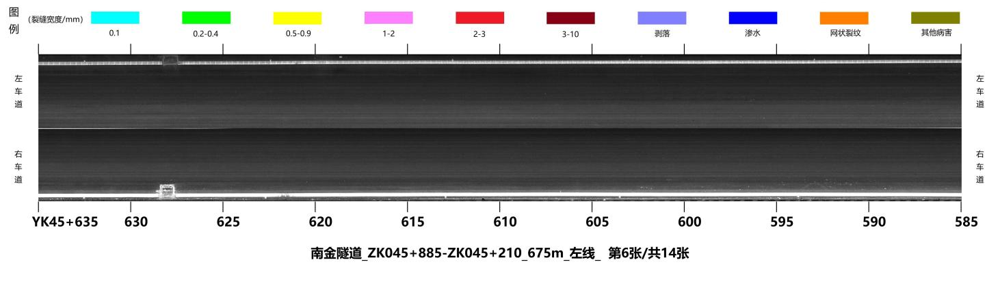 图例 (裂缝宽度/mm) 0.1 0.2-0.4 0.5-0.9 1-2 2-3 3-10 剥落 渗水 网状裂纹 其他病害
左车道 左车道
右车道 右车道
YK45+635 630 625 620 615 610 605 600 595 590 585
南金隧道_ZK045+885-ZK045+210_675m_左线_ 第6张/共14张